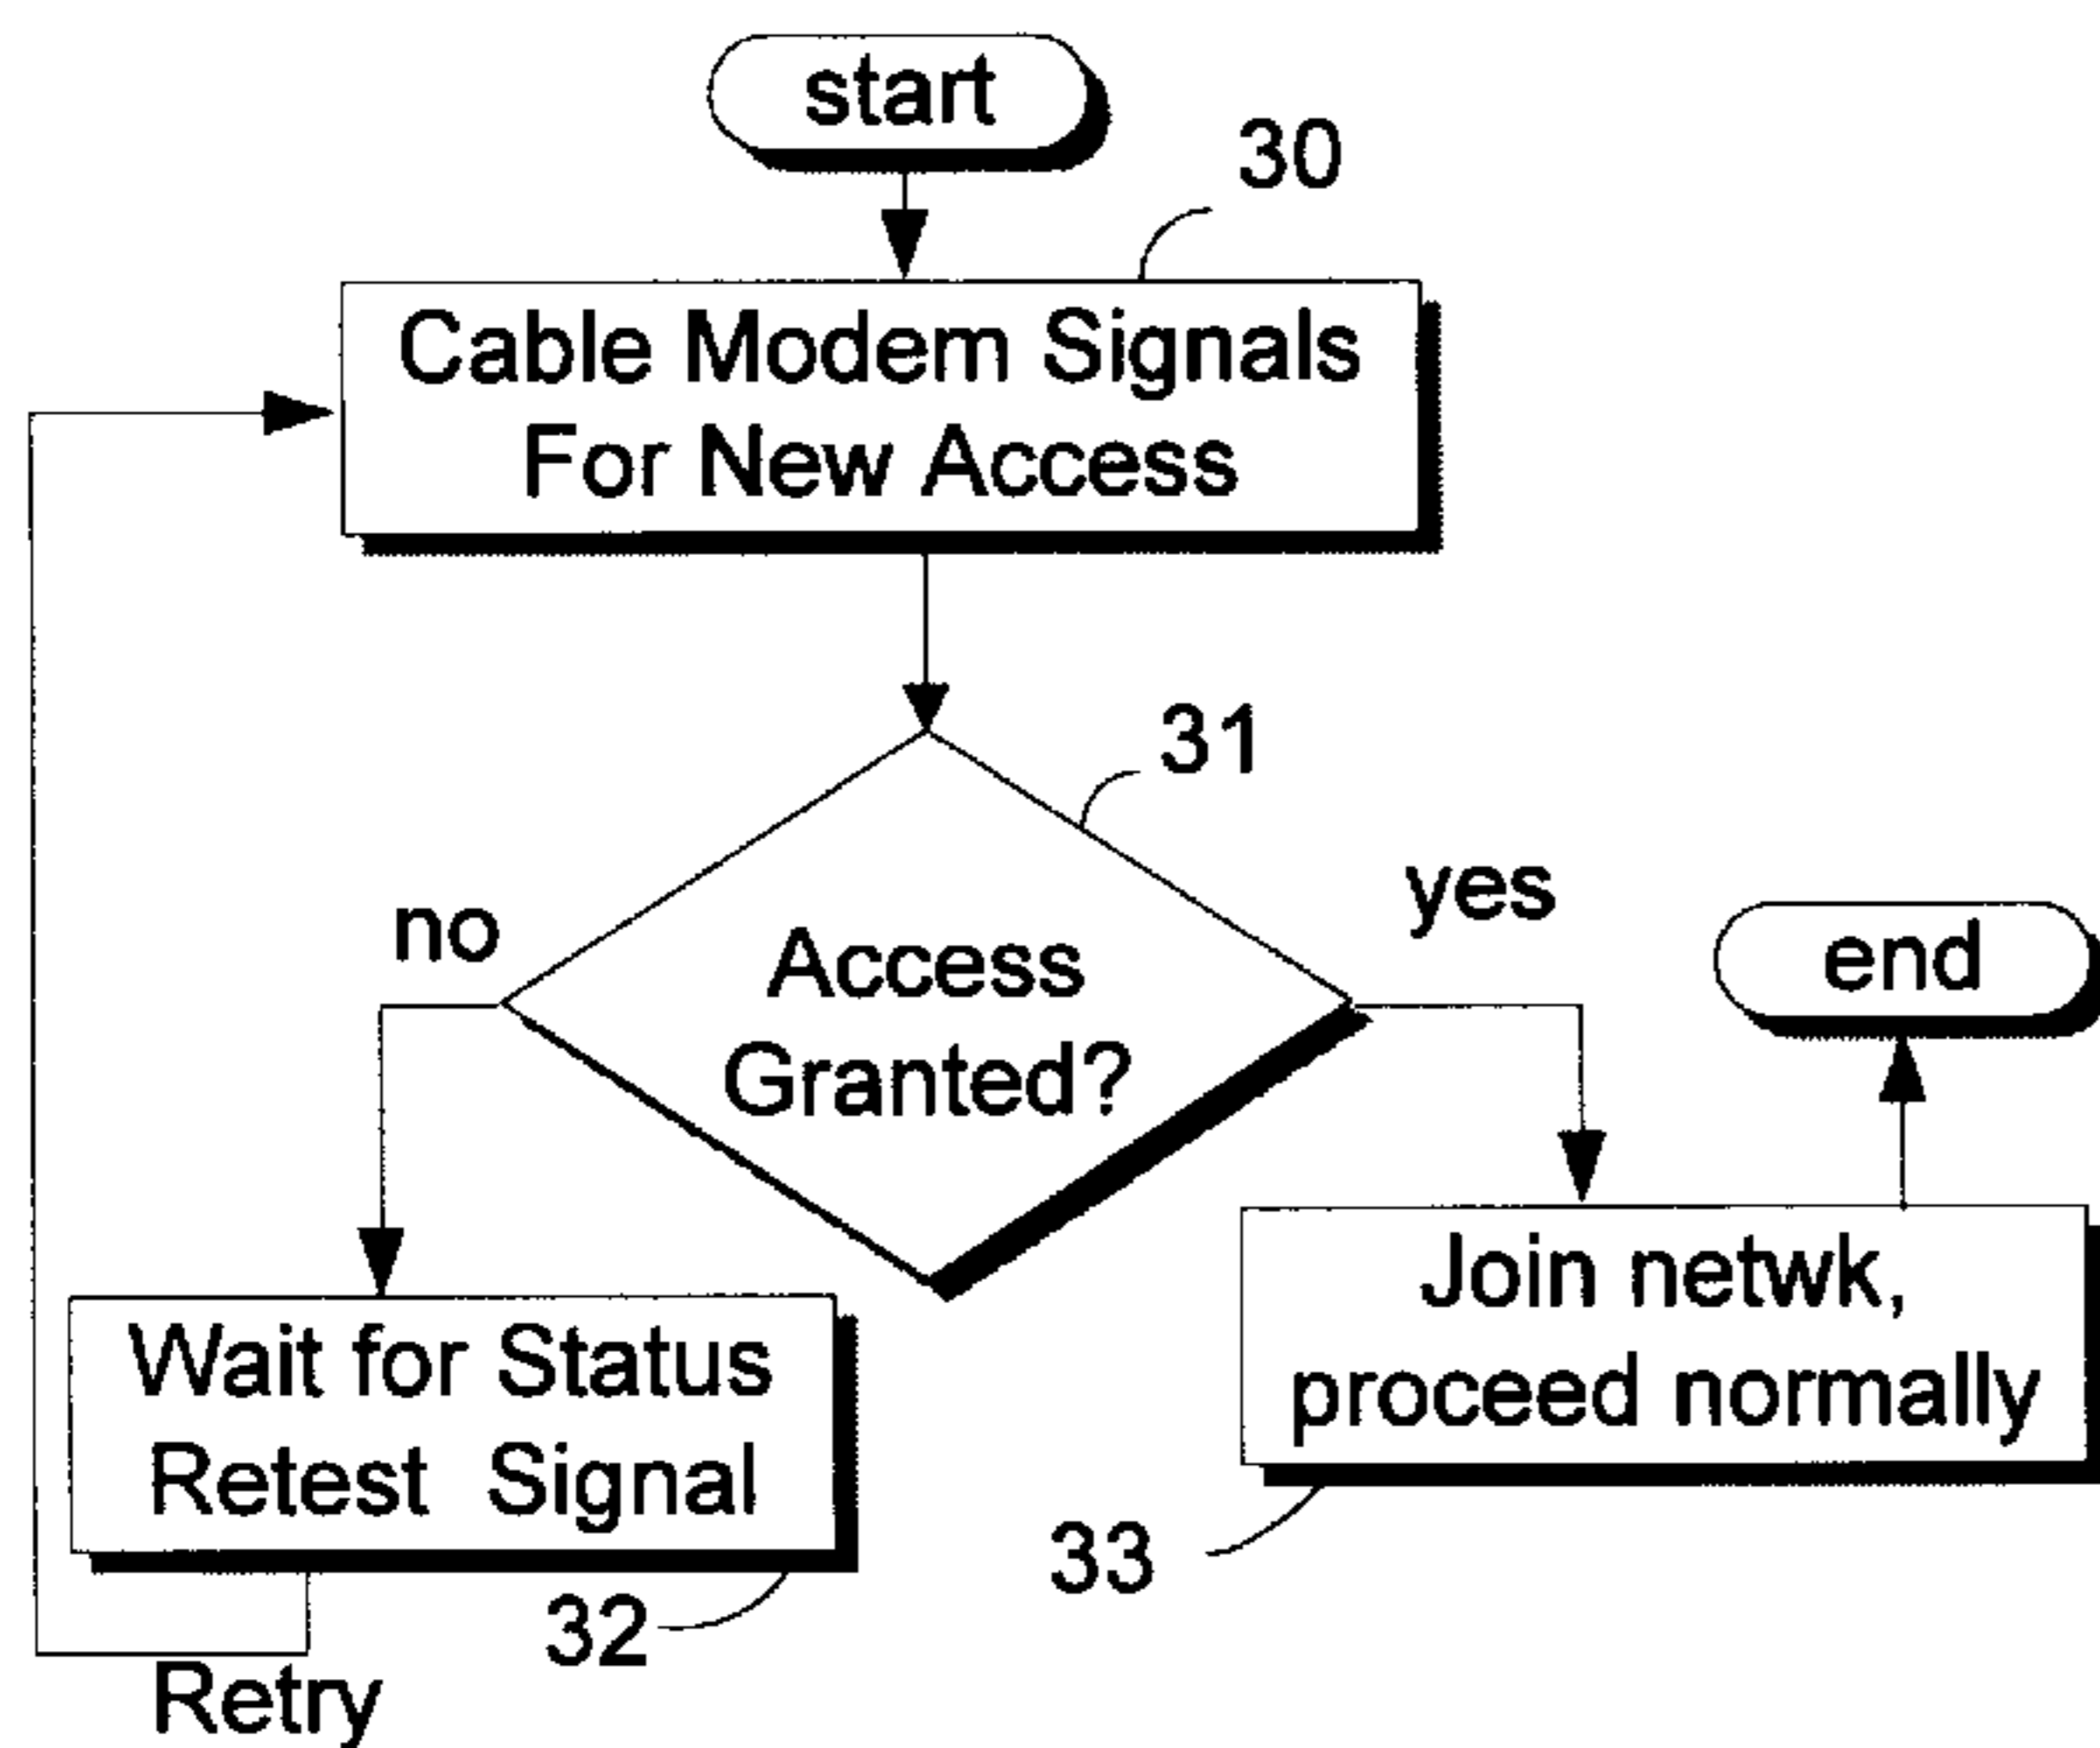 start
30
Cable Modem Signals
For New Access
31
no
yes
Access
Granted?
end
Wait for Status
Retest Signal
Join netwk,
proceed normally
33
32
Retry